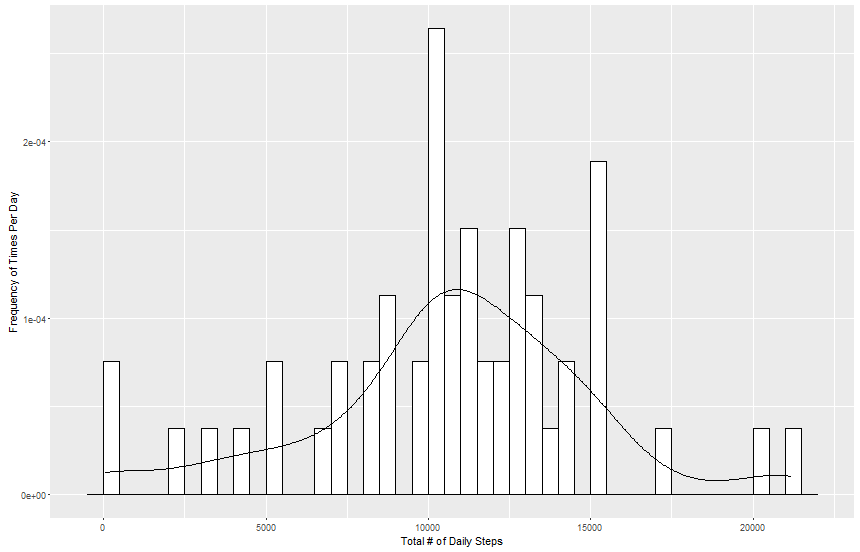 Frequency of Times Per Day
2e-04
1e-04
0e+00
0 5000 10000 15000 20000
Total # of Daily Steps